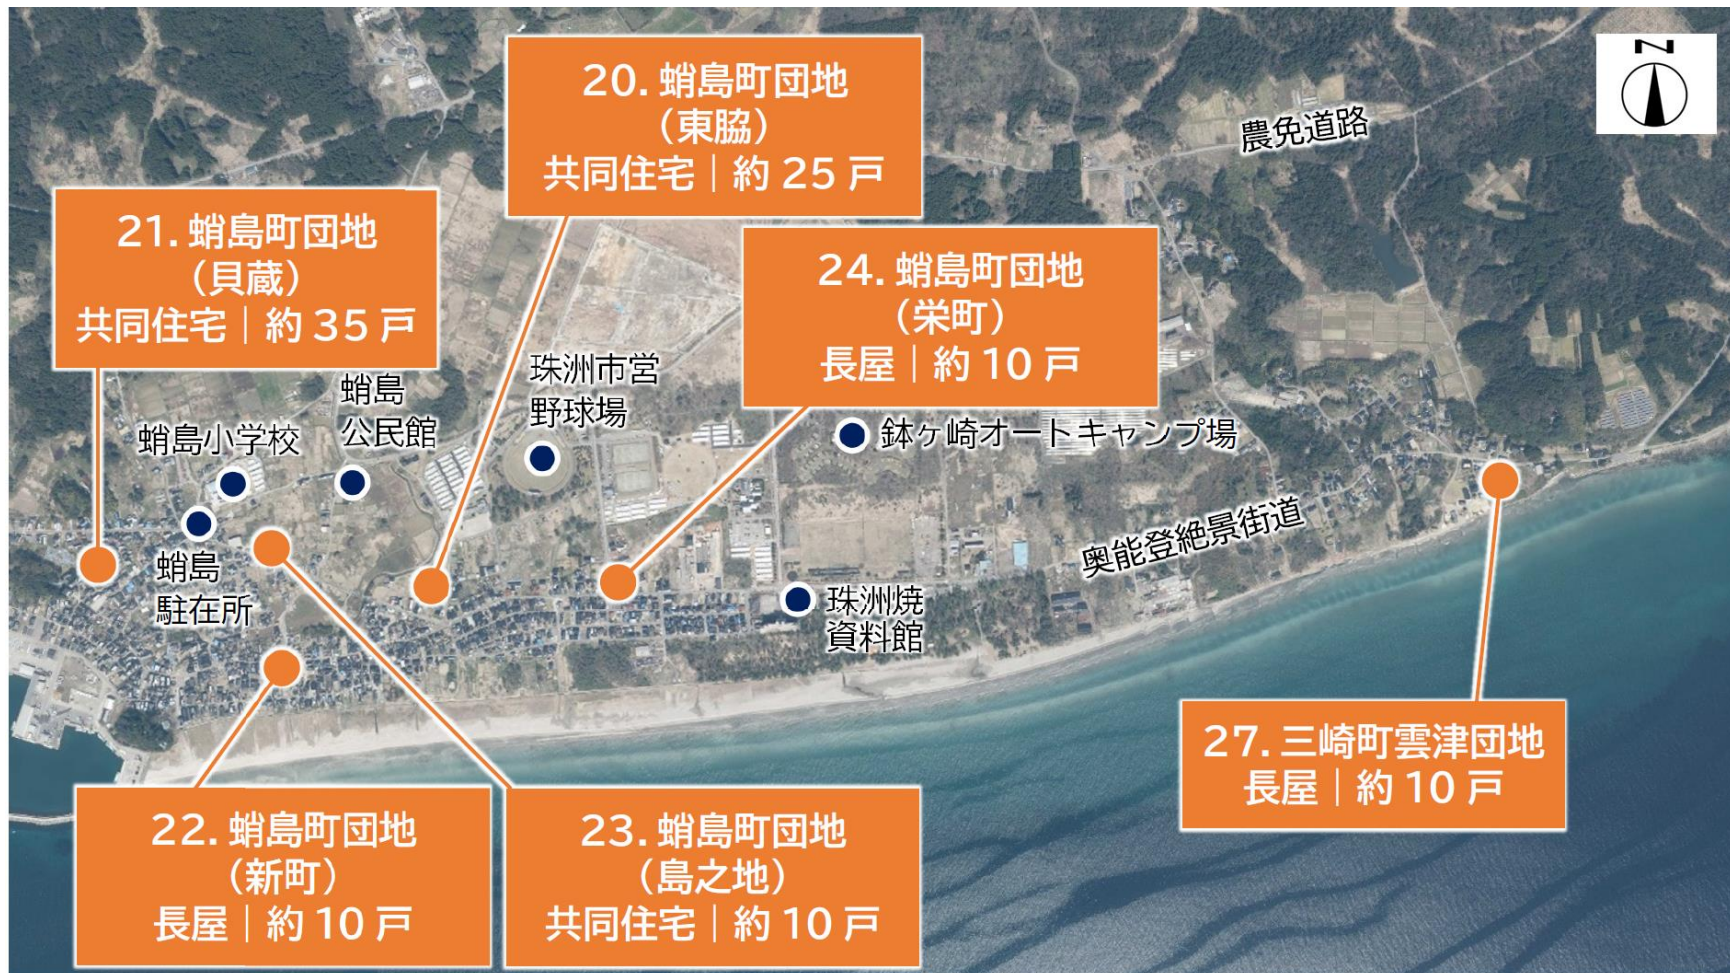 N
20.蛸島町団地
（東脇）
共同住宅｜約 25 戸
農免道路
21.蛸島町団地
（貝蔵）
共同住宅｜約 35 戸
24.蛸島町団地
（栄町）
長屋｜約 10 戸
珠洲市営
野球場
蛸島
公民館
蛸島小学校
鉢ヶ崎オートキャンプ場
奥能登絶景街道
蛸島
駐在所
珠洲焼
資料館
27.三崎町雲津団地
長屋｜約 10 戸
22.蛸島町団地
（新町）
長屋｜約 10 戸
23.蛸島町団地
（島之地）
共同住宅｜約 10 戸